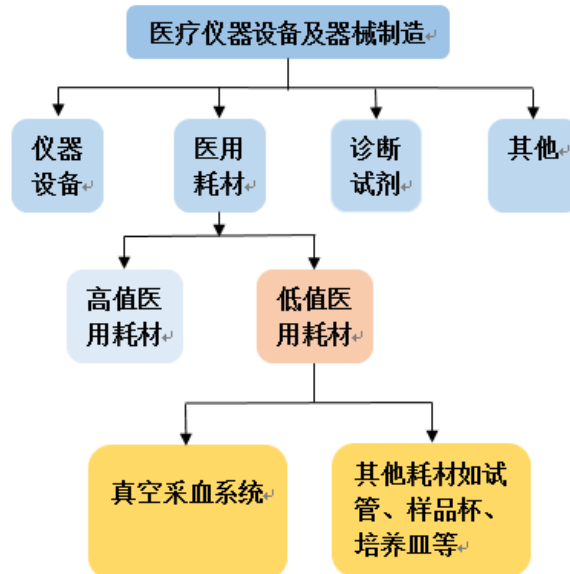 医疗仪器设备及器械制造
仪器
设备
医用
耗材
诊断
试剂
其他
高值医
用耗材
低值医
用耗材
真空采血系统
其他耗材如试
管、样品杯、
培养皿等